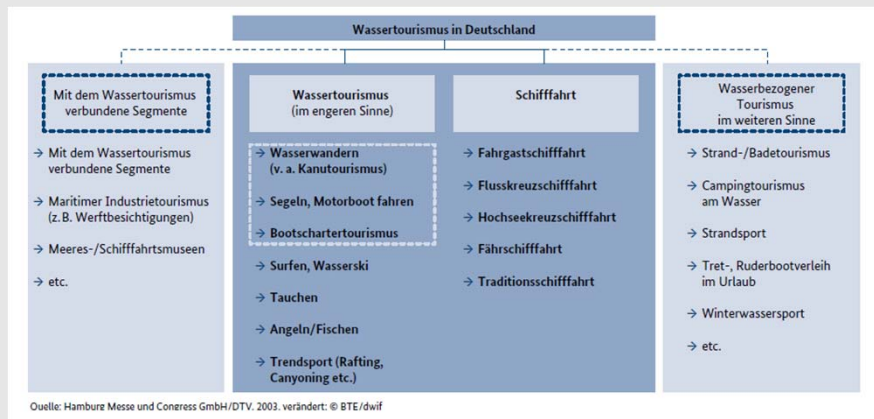 Wassertourismus in Deutschland
Mit dem Wassertourismus
verbundene Segmente
→ Mit dem Wassertourismus
verbundene Segmente
→ Maritimer Industrietourismus
(z. B. Werftbesichtigungen)
→ Meeres-/Schifffahrtsmuseen
→ etc.
Wassertourismus
(im engeren Sinne)
→ Wasserwandern
(v. a. Kanutourismus)
→ Segeln, Motorboot fahren
→ Bootschartertourismus
→ Surfen, Wasserski
→ Tauchen
→ Angeln/Fischen
→ Trendsport (Rafting,
Canyoning etc.)
Schifffahrt
→ Fahrgastschifffahrt
→ Flusskreuzschifffahrt
→ Hochseekreuzschifffahrt
→ Fährschifffahrt
→ Traditionsschifffahrt
Wasserbezogener
Tourismus
im weiteren Sinne
→ Strand-/Badetourismus
→ Campingtourismus
am Wasser
→ Strandsport
→ Tret-, Ruderbootverleih
im Urlaub
→ Winterwassersport
→ etc.
Quelle: Hamburg Messe und Congress GmbH/DTV, 2003, verändert: © BTE/dwif